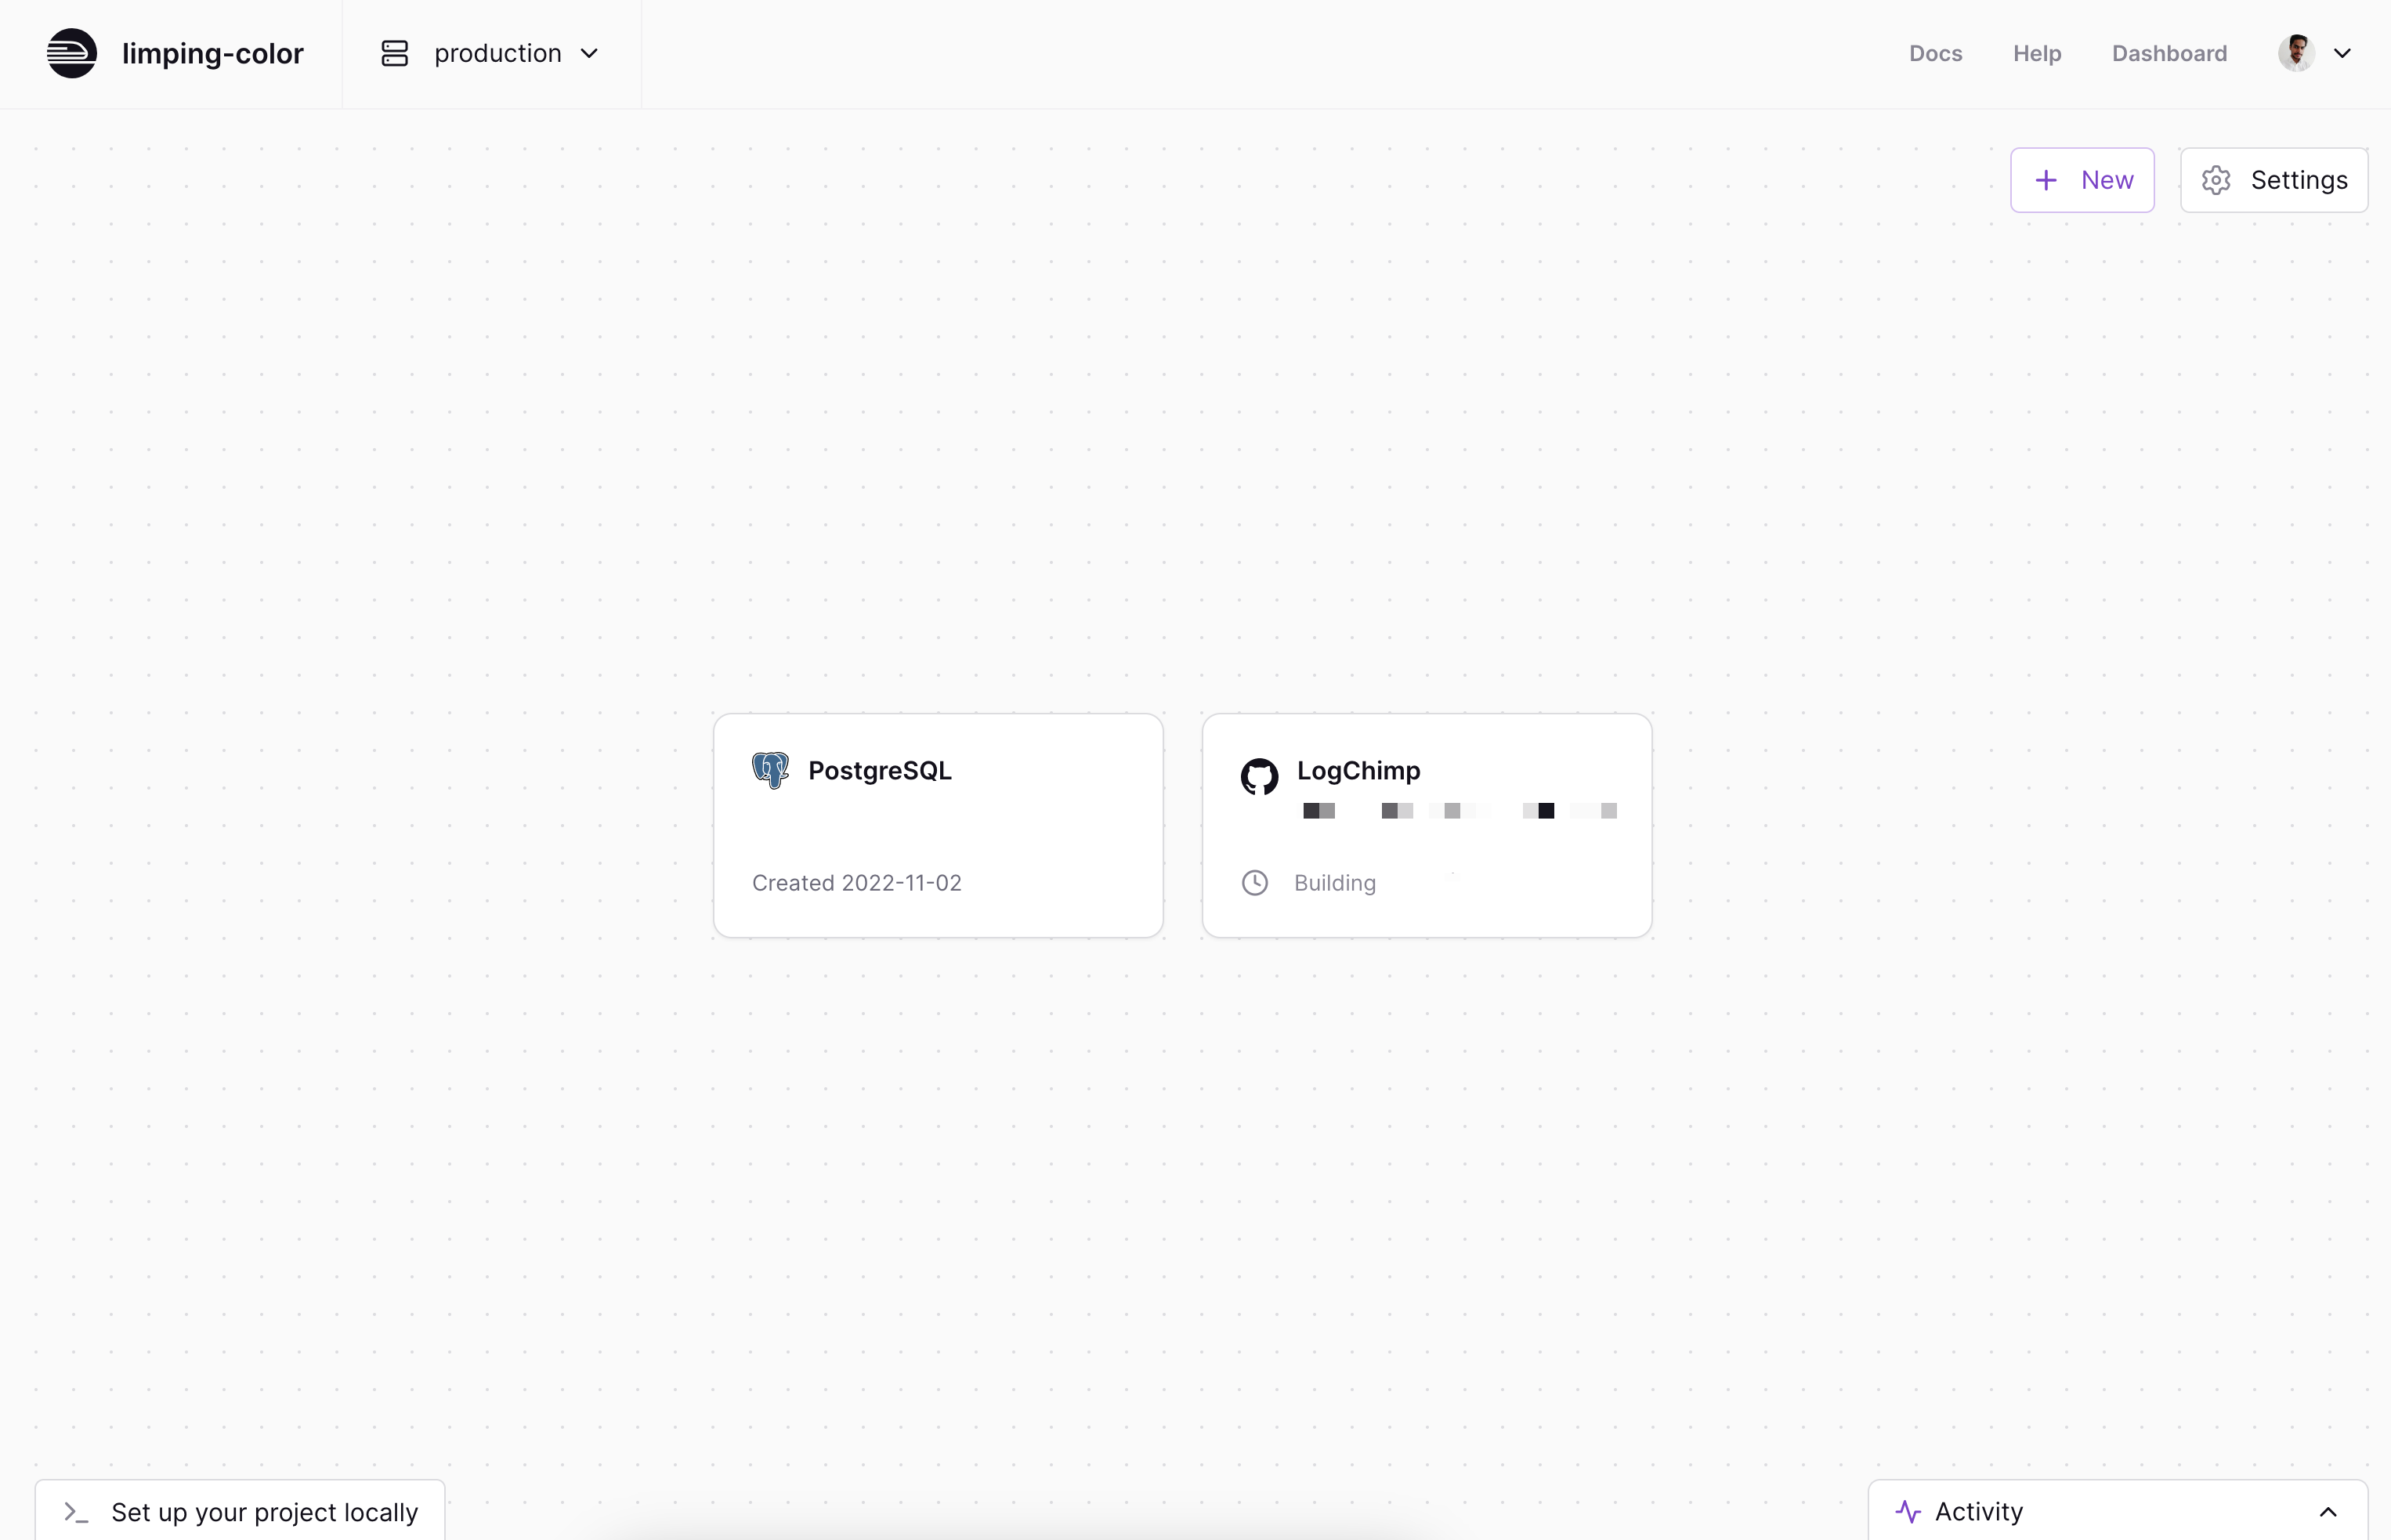 limping-color
production
Docs
Help
Dashboard
New
Settings
PostgreSQL
Created 2022-11-02
LogChimp
Building
Set up your project locally
Activity